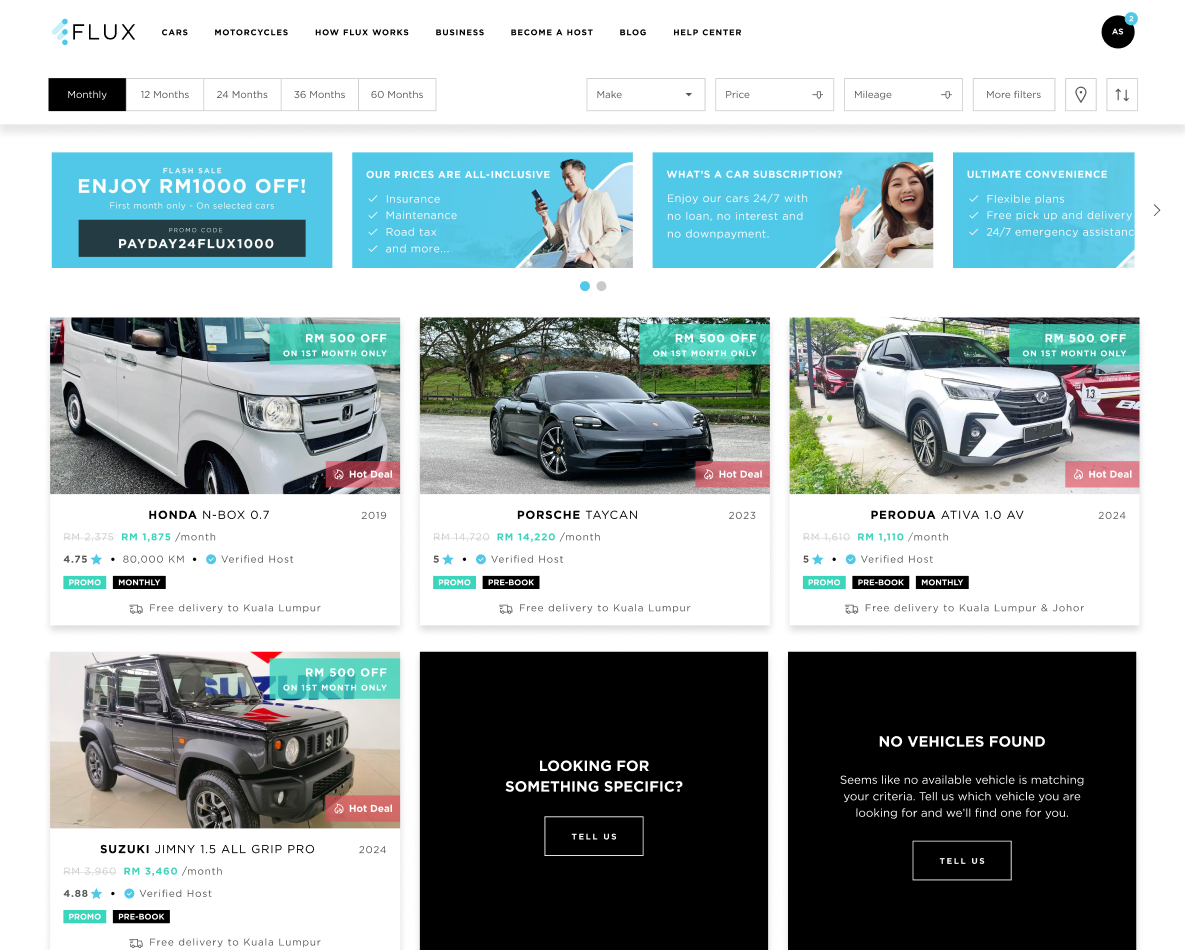 FLUX
CARS
MOTORCYCLES
HOW FLUX WORKS
BUSINESS
BECOME A HOST
BLOG
HELP CENTER
AS
2
Monthly
12 Months
24 Months
36 Months
60 Months
Make
Price
Mileage
More filters
FLASH SALE
ENJOY RM1000 OFF!
First month only - On selected cars
PROMO CODE
PAYDAY24FLUX1000
OUR PRICES ARE ALL-INCLUSIVE
Insurance
Maintenance
Road tax
and more...
WHAT'S A CAR SUBSCRIPTION?
Enjoy our cars 24/7 with
no loan, no interest and
no downpayment.
ULTIMATE CONVENIENCE
Flexible plans
Free pick up and delivery
24/7 emergency assistanc
RM 500 OFF
ON 1ST MONTH ONLY
Hot Deal
HONDA N-BOX 0.7
2019
RM 2,375 RM 1,875 /month
4.75 • 80,000 KM • Verified Host
PROMO MONTHLY
Free delivery to Kuala Lumpur
RM 500 OFF
ON 1ST MONTH ONLY
Hot Deal
PORSCHE TAYCAN
2023
RM 14,720 RM 14,220 /month
5 • Verified Host
PROMO PRE-BOOK
Free delivery to Kuala Lumpur
RM 500 OFF
ON 1ST MONTH ONLY
13
Hot Deal
PERODUA ATIVA 1.0 AV
2024
RM 1,610 RM 1,110 /month
5 • Verified Host
PROMO PRE-BOOK MONTHLY
Free delivery to Kuala Lumpur & Johor
RM 500 OFF
ON 1ST MONTH ONLY
SUZUKI
Hot Deal
SUZUKI JIMNY 1.5 ALL GRIP PRO
2024
RM 3,960 RM 3,460 /month
4.88 • Verified Host
PROMO PRE-BOOK
Free delivery to Kuala Lumpur
LOOKING FOR
SOMETHING SPECIFIC?
TELL US
NO VEHICLES FOUND
Seems like no available vehicle is matching
your criteria. Tell us which vehicle you are
looking for and we'll find one for you.
TELL US